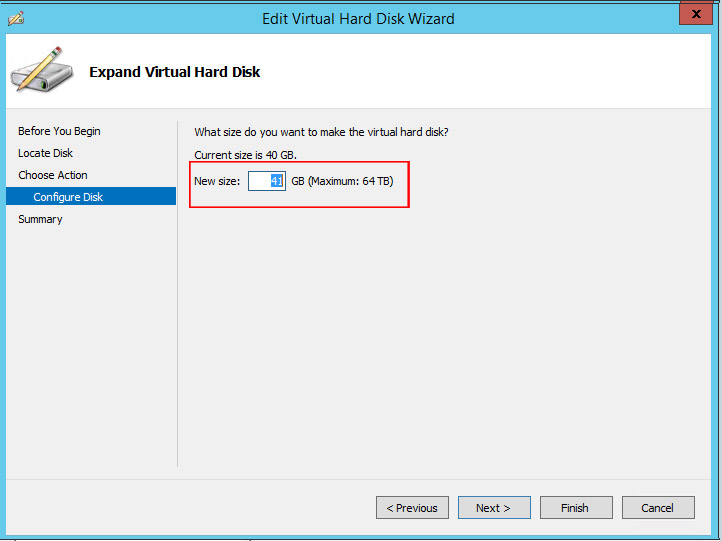 Edit Virtual Hard Disk Wizard
x
Expand Virtual Hard Disk
Before You Begin
Locate Disk
Choose Action
Configure Disk
Summary
What size do you want to make the virtual hard disk?
Current size is 40 GB.
New size: 41 GB (Maximum: 64 TB)
< Previous
Next >
Finish
Cancel